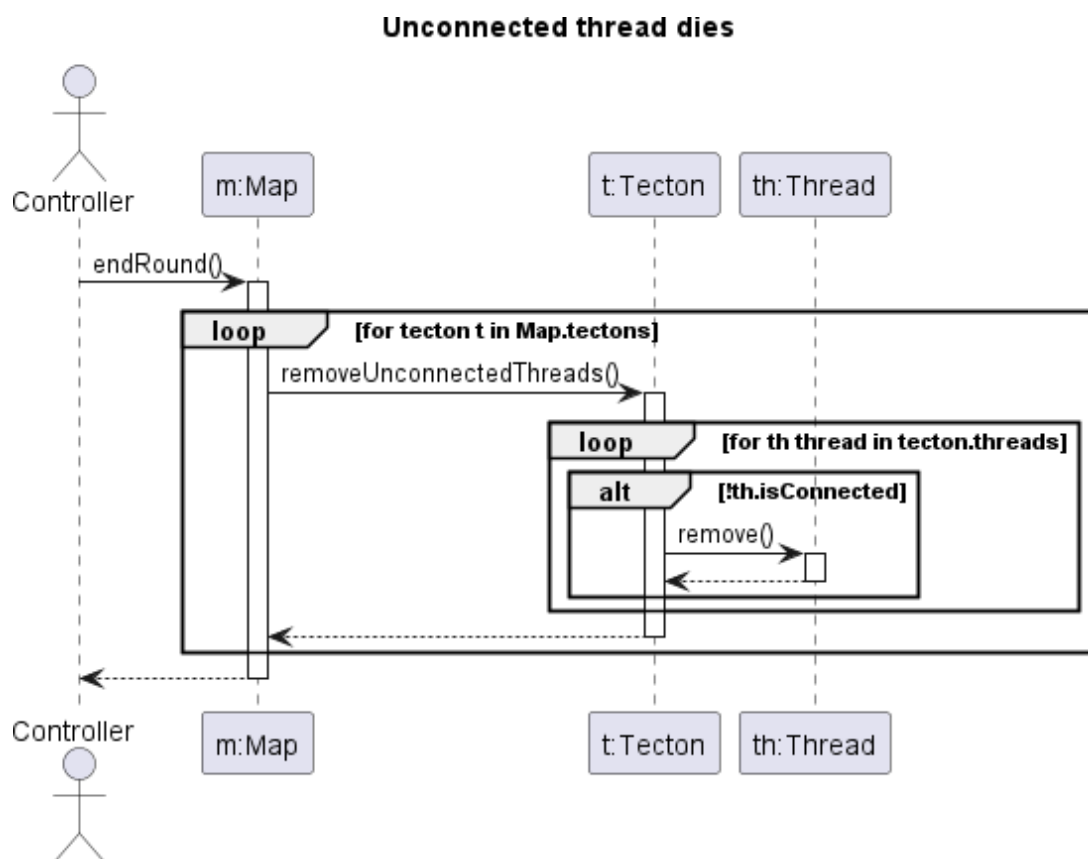 Unconnected thread dies
Controller
m:Map
t:Tecton
th:Thread
endRound()
loop
[for tecton t in Map.tectons]
removeUnconnectedThreads()
loop
[for th thread in tecton.threads]
alt
[!th.isConnected]
remove()
Controller
m:Map
t:Tecton
th:Thread